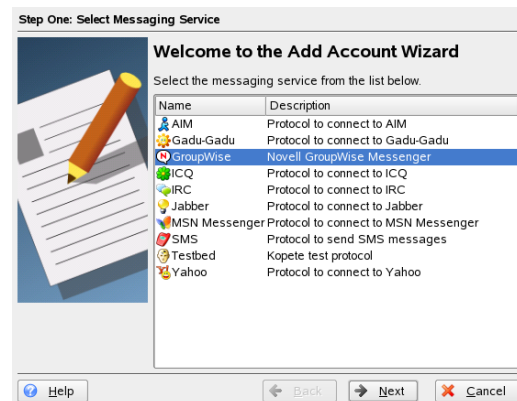 Step One: Select Messaging Service
Welcome to the Add Account Wizard
Select the messaging service from the list below.
Name Description
AIM Protocol to connect to AIM
Gadu-Gadu Protocol to connect to Gadu-Gadu
GroupWise Novell GroupWise Messenger
ICQ Protocol to connect to ICQ
IRC Protocol to connect to IRC
Jabber Protocol to connect to Jabber
MSN Messenger Protocol to connect to MSN Messenger
SMS Protocol to send SMS messages
Testbed Kopete test protocol
Yahoo Protocol to connect to Yahoo
Help Back Next Cancel